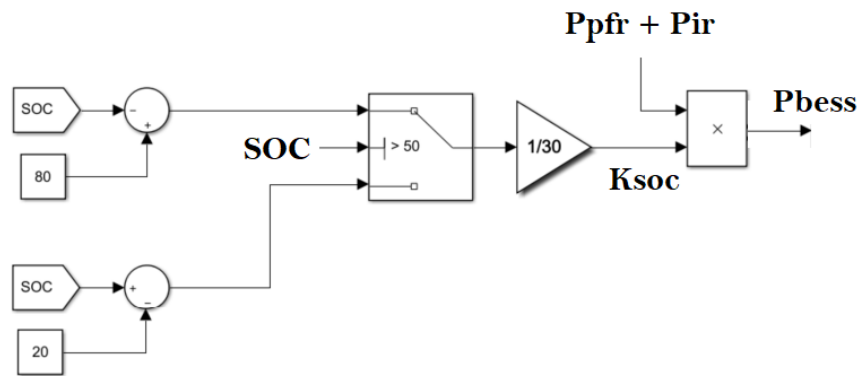 Ppfr + Pir
SOC
-
+
80
SOC
> 50
1/30
Ksoc
×
Pbess
SOC
+
-
20